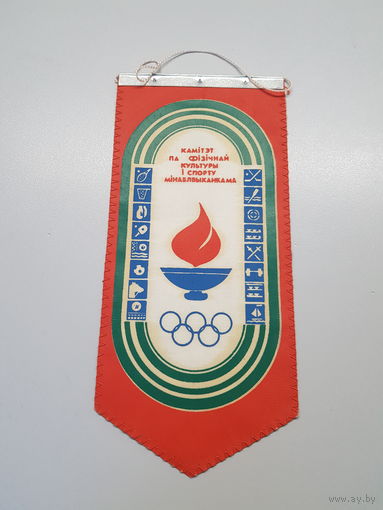 КАМІТЭТ
ПА ФІЗІЧНАЙ
КУЛЬТУРЫ
І СПОРТУ
МІНАБЛВЫКАНКАМА
www.ay.by